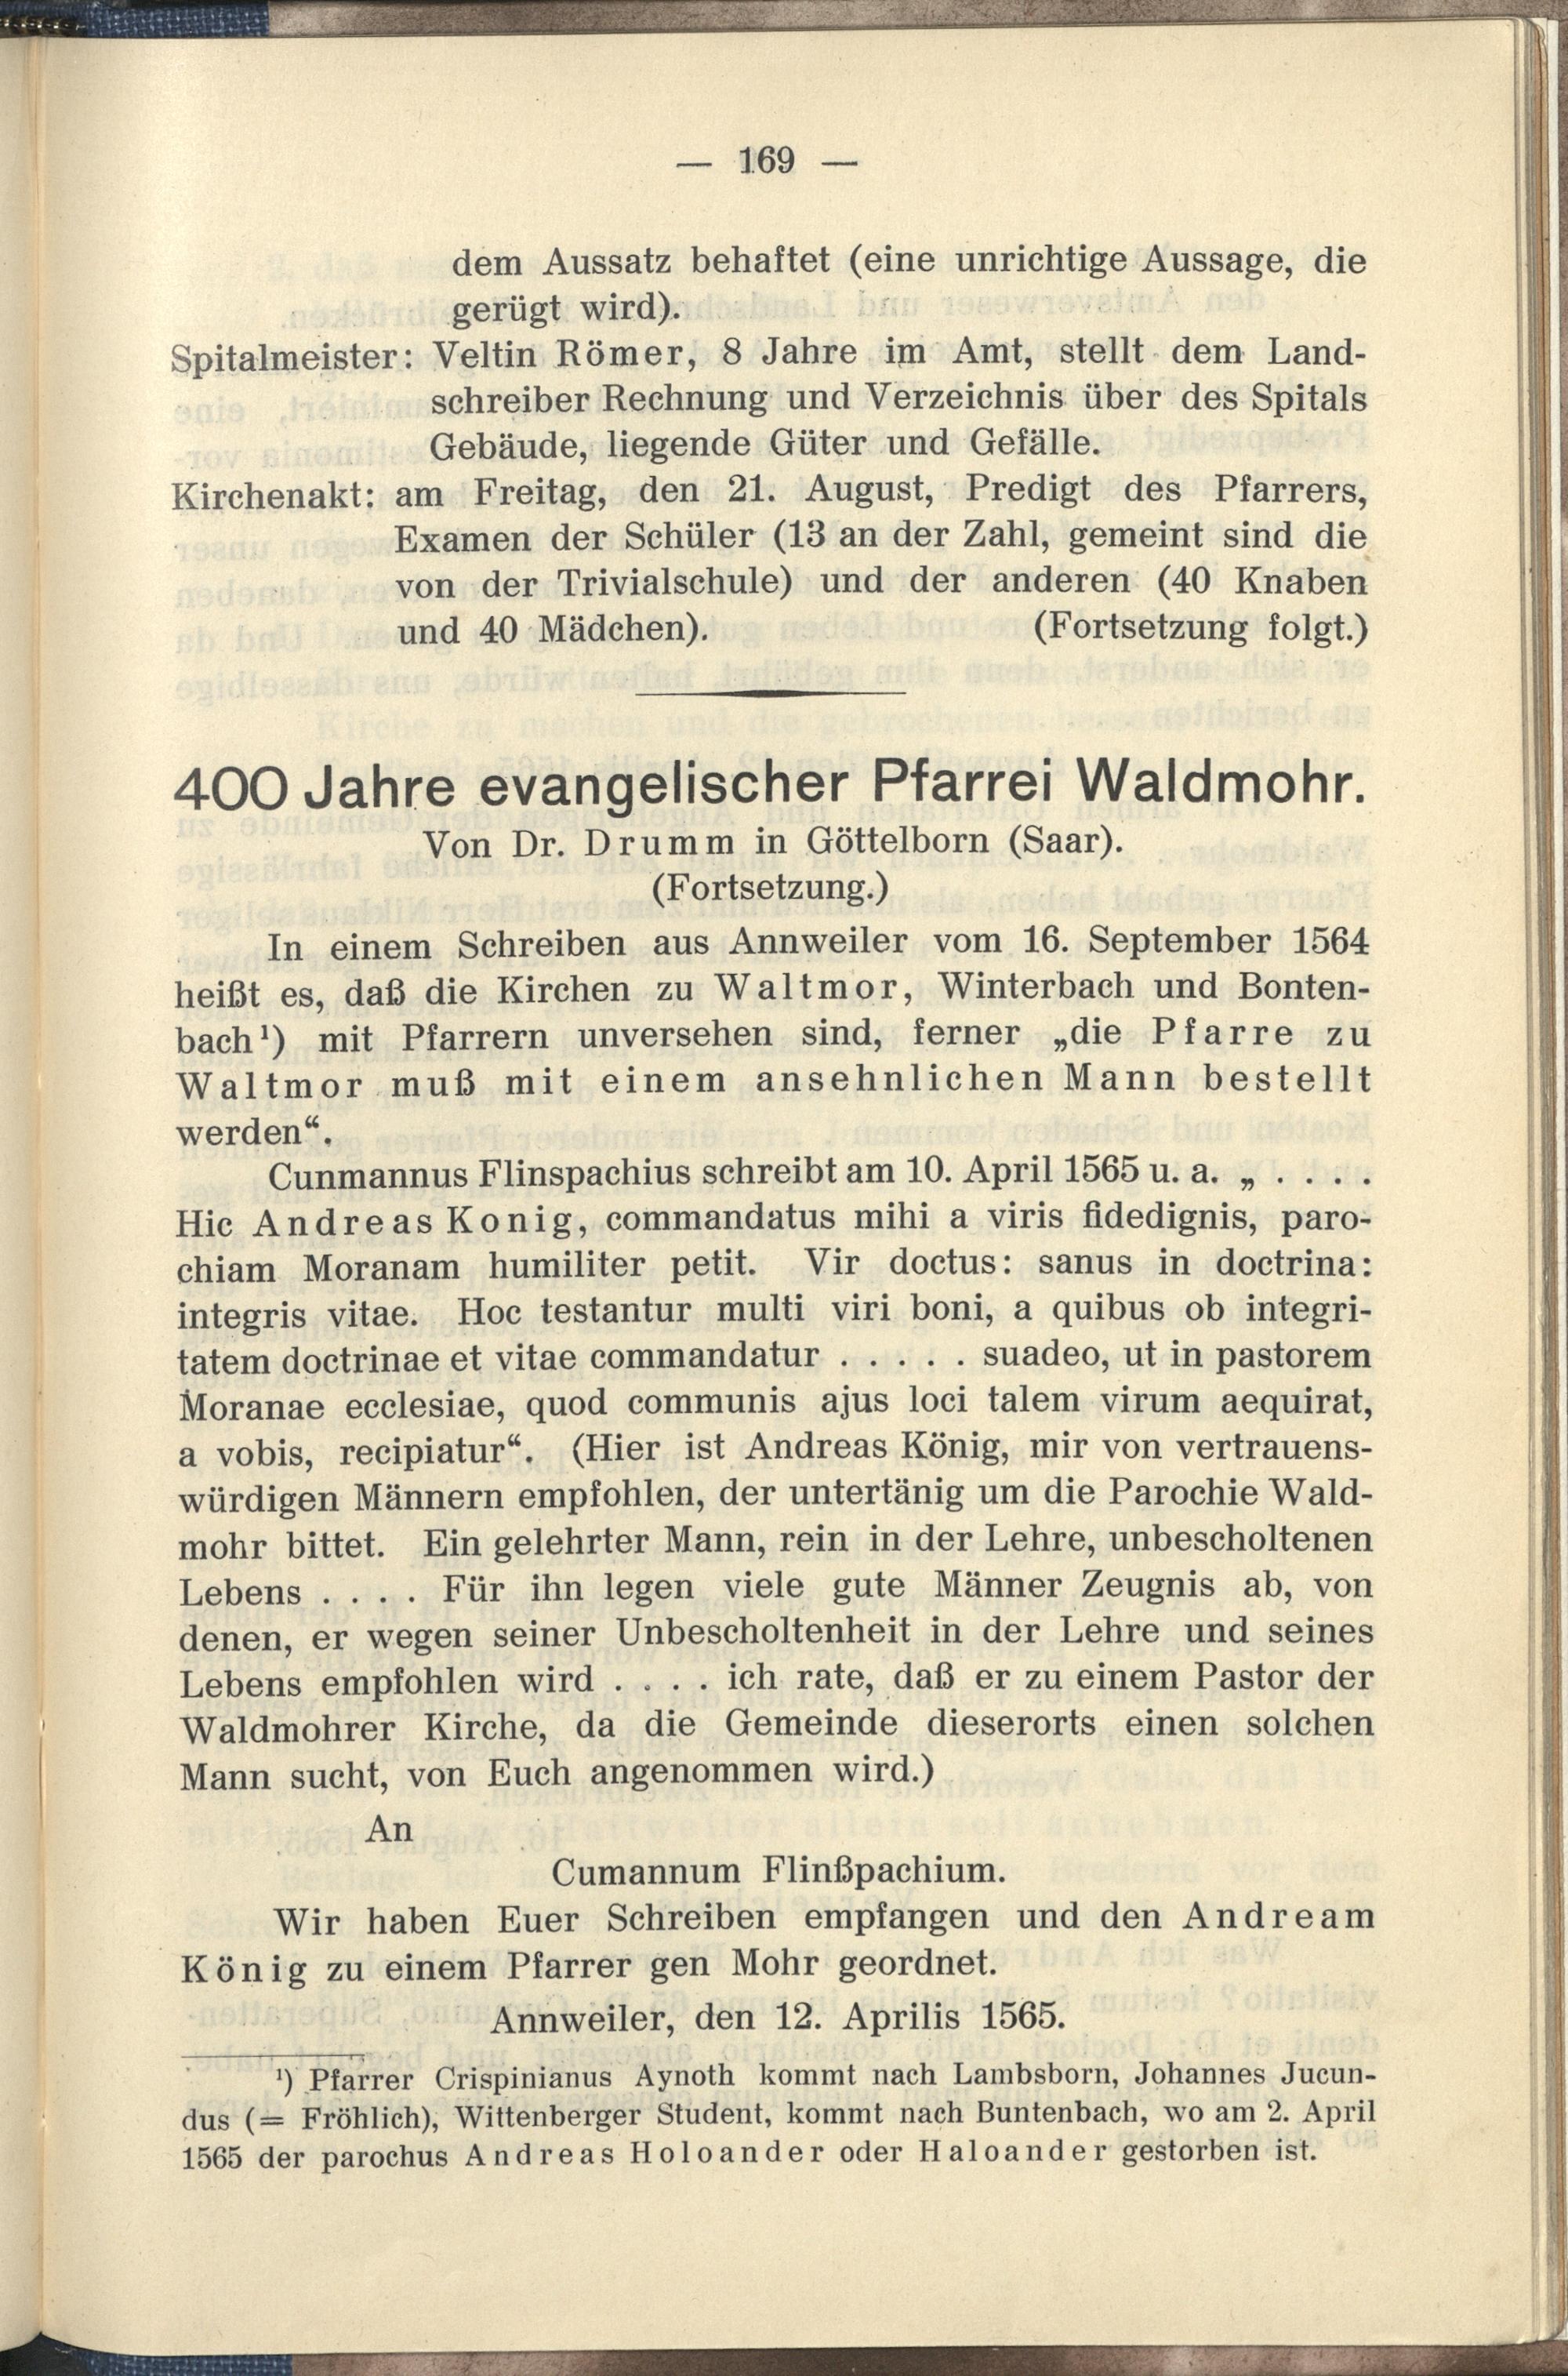 — 169 —
dem Aussatz behaftet (eine unrichtige Aussage, die
gerügt wird).
Spitalmeister: Veltin Römer, 8 Jahre im Amt, stellt dem Land-
schreiber Rechnung und Verzeichnis über des Spitals
Gebäude, liegende Güter und Gefälle.
Kirchenakt: am Freitag, den 21. August, Predigt des Pfarrers,
Examen der Schüler (13 an der Zahl, gemeint sind die
von der Trivialschule) und der anderen (40 Knaben
und 40 Mädchen). (Fortsetzung folgt.)
400 Jahre evangelischer Pfarrei Waldmohr.
Von Dr. Drumm in Göttelborn (Saar).
(Fortsetzung.)
In einem Schreiben aus Annweiler vom 16. September 1564
heißt es, daß die Kirchen zu Waltmor, Winterbach und Bonten-
bach¹) mit Pfarrern unversehen sind, ferner „die Pfarre zu
Waltmor muß mit einem ansehnlichen Mann bestellt
werden“.
Cunmannus Flinspachius schreibt am 10. April 1565 u. a. „ . . . .
Hic Andreas Konig, commandatus mihi a viris fidedignis, paro-
chiam Moranam humiliter petit. Vir doctus: sanus in doctrina:
integris vitae. Hoc testantur multi viri boni, a quibus ob integri-
tatem doctrinae et vitae commandatur . . . . . suadeo, ut in pastorem
Moranae ecclesiae, quod communis ajus loci talem virum aequirat,
a vobis, recipiatur“. (Hier ist Andreas König, mir von vertrauens-
würdigen Männern empfohlen, der untertänig um die Parochie Wald-
mohr bittet. Ein gelehrter Mann, rein in der Lehre, unbescholtenen
Lebens . . . . Für ihn legen viele gute Männer Zeugnis ab, von
denen, er wegen seiner Unbescholtenheit in der Lehre und seines
Lebens empfohlen wird . . . . ich rate, daß er zu einem Pastor der
Waldmohrer Kirche, da die Gemeinde dieserorts einen solchen
Mann sucht, von Euch angenommen wird.)
An
Cumannum Flinßpachium.
Wir haben Euer Schreiben empfangen und den Andream
König zu einem Pfarrer gen Mohr geordnet.
Annweiler, den 12. Aprilis 1565.
¹) Pfarrer Crispinianus Aynoth kommt nach Lambsborn, Johannes Jucun-
dus (= Fröhlich), Wittenberger Student, kommt nach Buntenbach, wo am 2. April
1565 der parochus Andreas Holoander oder Haloander gestorben ist.